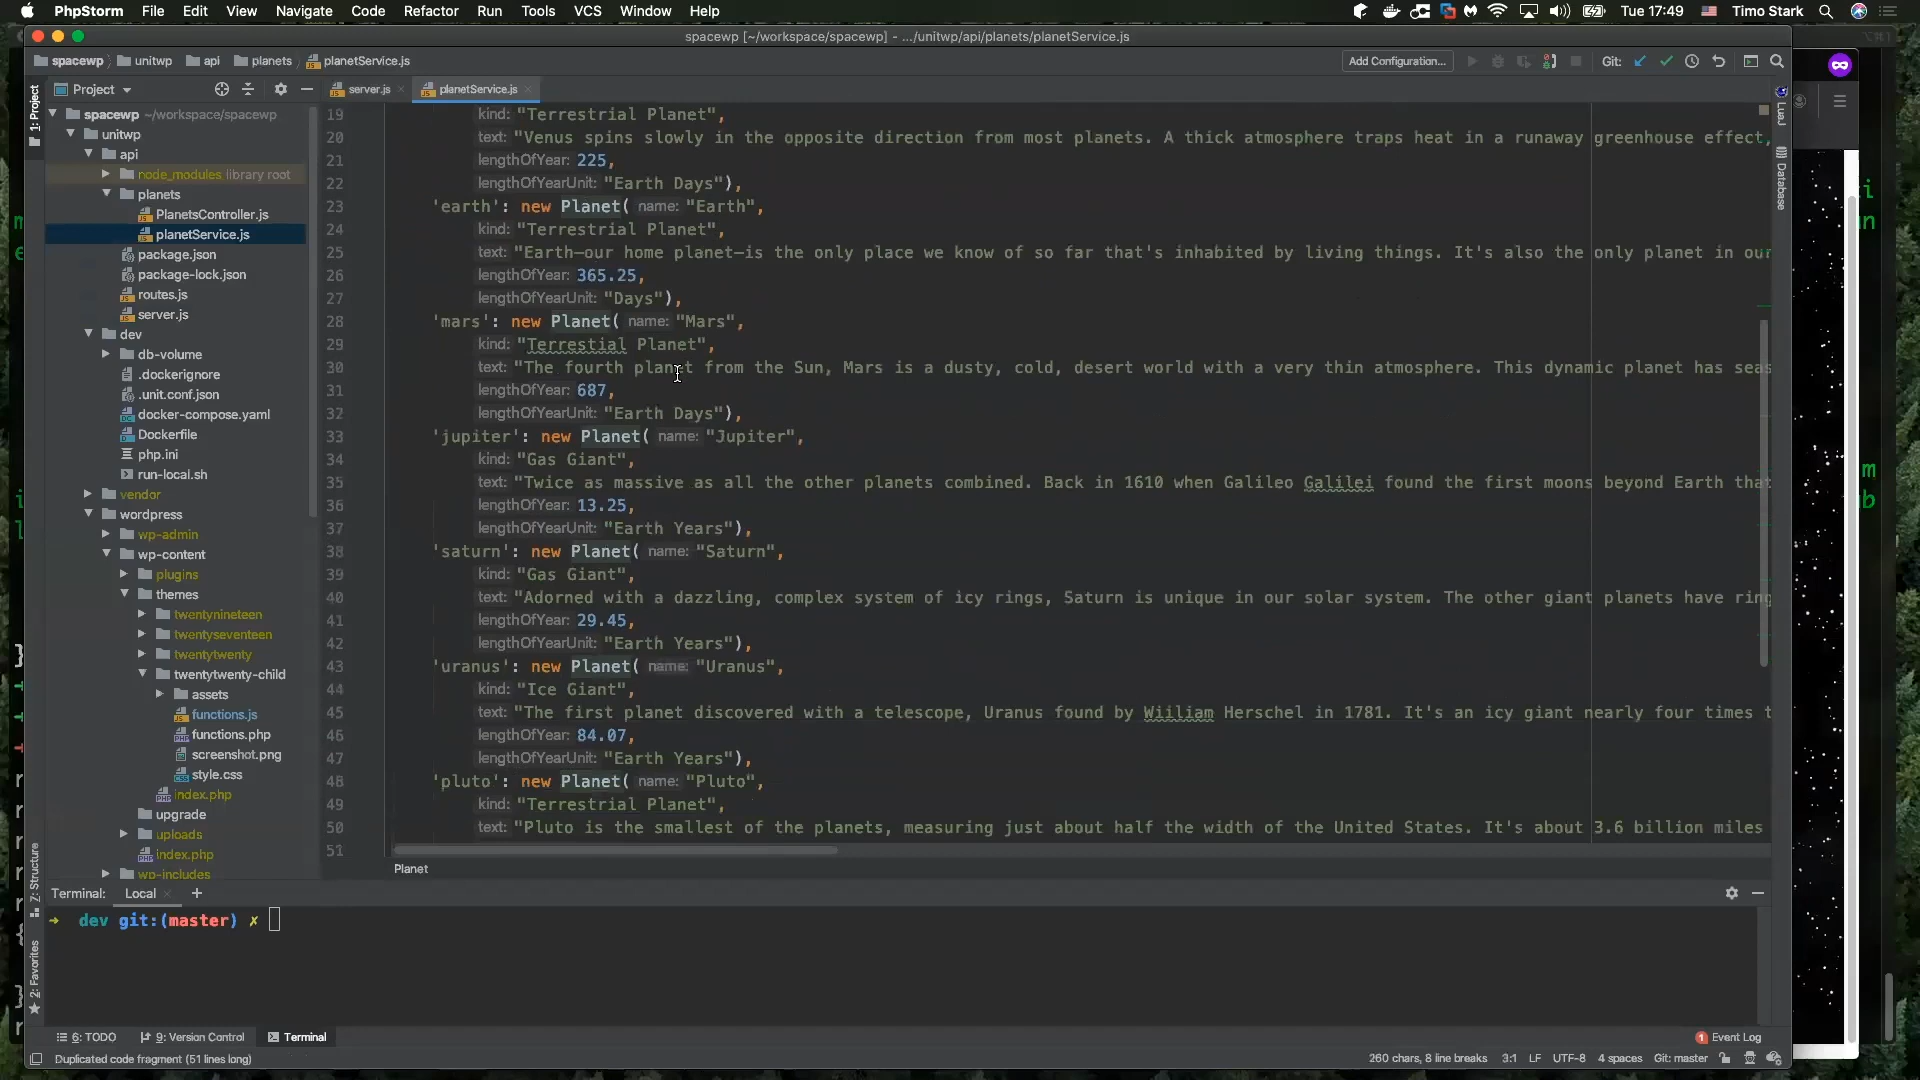 PhpStorm File Edit View Navigate Code Refactor Run Tools VCS Window Help Tue 17:49 Timo Stark
spacewp [~/workspace/spacewp] - .../unitwp/api/planets/planetService.js
spacewp unitwp api planets planetService.js Add Configuration... Git:
Project server.js planetService.js
1: Project
spacewp ~/workspace/spacewp
unitwp
api
node_modules library root
planets
PlanetsController.js
planetService.js
package.json
package-lock.json
routes.js
server.js
dev
db-volume
.dockerignore
.unit.conf.json
docker-compose.yaml
Dockerfile
php.ini
run-local.sh
vendor
wordpress
wp-admin
wp-content
plugins
themes
twentynineteen
twentyseventeen
twentytwenty
twentytwenty-child
assets
functions.js
functions.php
screenshot.png
style.css
index.php
upgrade
uploads
index.php
wp-includes
19 kind: "Terrestrial Planet",
20 text: "Venus spins slowly in the opposite direction from most planets. A thick atmosphere traps heat in a runaway greenhouse effect,
21 lengthOfYear: 225,
22 lengthOfYearUnit: "Earth Days"),
23 'earth': new Planet( name: "Earth",
24 kind: "Terrestrial Planet",
25 text: "Earth—our home planet—is the only place we know of so far that's inhabited by living things. It's also the only planet in our
26 lengthOfYear: 365.25,
27 lengthOfYearUnit: "Days"),
28 'mars': new Planet( name: "Mars",
29 kind: "Terrestial Planet",
30 text: "The fourth planet from the Sun, Mars is a dusty, cold, desert world with a very thin atmosphere. This dynamic planet has seas
31 lengthOfYear: 687,
32 lengthOfYearUnit: "Earth Days"),
33 'jupiter': new Planet( name: "Jupiter",
34 kind: "Gas Giant",
35 text: "Twice as massive as all the other planets combined. Back in 1610 when Galileo Galilei found the first moons beyond Earth that
36 lengthOfYear: 13.25,
37 lengthOfYearUnit: "Earth Years"),
38 'saturn': new Planet( name: "Saturn",
39 kind: "Gas Giant",
40 text: "Adorned with a dazzling, complex system of icy rings, Saturn is unique in our solar system. The other giant planets have ring
41 lengthOfYear: 29.45,
42 lengthOfYearUnit: "Earth Years"),
43 'uranus': new Planet( name: "Uranus",
44 kind: "Ice Giant",
45 text: "The first planet discovered with a telescope, Uranus found by Wiiliam Herschel in 1781. It's an icy giant nearly four times t
46 lengthOfYear: 84.07,
47 lengthOfYearUnit: "Earth Years"),
48 'pluto': new Planet( name: "Pluto",
49 kind: "Terrestrial Planet",
50 text: "Pluto is the smallest of the planets, measuring just about half the width of the United States. It's about 3.6 billion miles
51
Planet
LuaJ
Database
Z: Structure
2: Favorites
Terminal: Local +
→ dev git:(master) ✗
6: TODO 9: Version Control Terminal 1 Event Log
Duplicated code fragment (51 lines long) 260 chars, 8 line breaks 3:1 LF UTF-8 4 spaces Git: master